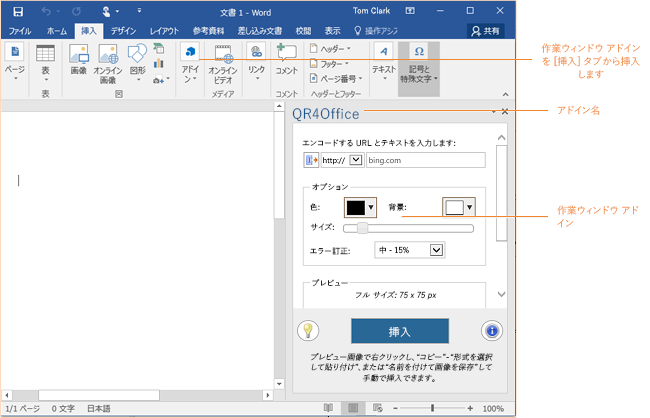 文書 1 - Word
Tom Clark
ファイル ホーム 挿入 デザイン レイアウト 参考資料 差し込み文書 校閲 表示 操作アシス 共有
ページ
表
画像
オンライン
画像
図形
アドイ
ン
オンライン
ビデオ
リンク
コメント
ヘッダー
フッター
ページ番号
テキスト
記号と
特殊文字
表 図 メディア コメント ヘッダーとフッター
QR4Office
エンコードする URL とテキストを入力します:
http:// bing.com
オプション
色: 背景:
サイズ:
エラー訂正: 中 - 15%
プレビュー
フル サイズ: 75 x 75 px
挿入
プレビュー画像で右クリックし、"コピー"-"形式を選択
して貼り付け"、または"名前を付けて画像を保存"して
手動で挿入できます。
1/1 ページ 0 文字 日本語 100%
作業ウィンドウ アドイン
を [挿入] タブから挿入
します
アドイン名
作業ウィンドウ アド
イン